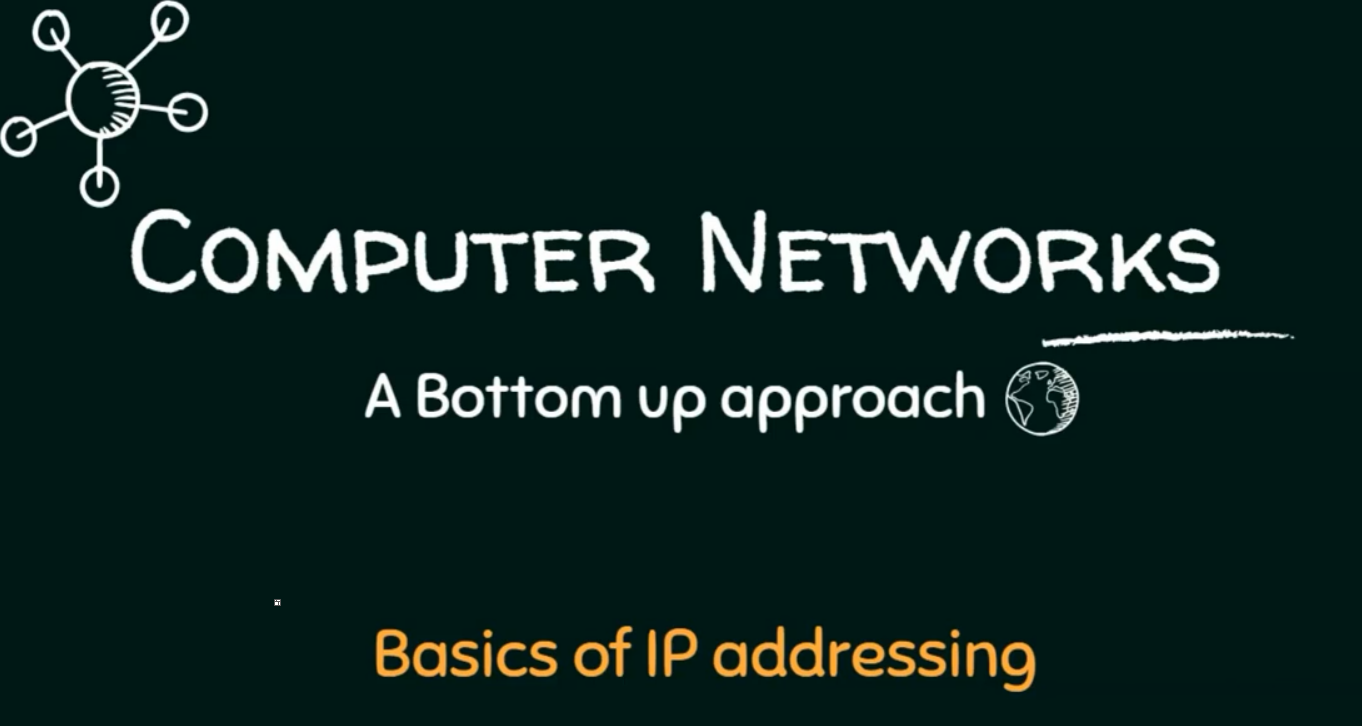 Computer Networks
A Bottom up approach
Basics of IP addressing